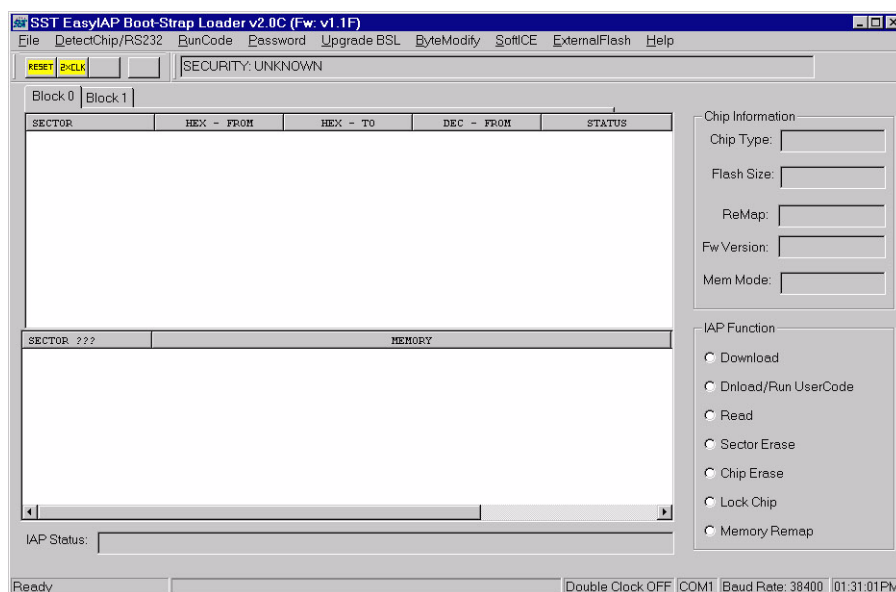 SST EasyIAP Boot-Strap Loader v2.0C (Fw: v1.1F)
File DetectChip/RS232 RunCode Password Upgrade BSL ByteModify SoftICE ExternalFlash Help
RESET 2xCLK SECURITY: UNKNOWN
Block 0 Block 1
SECTOR HEX - FROM HEX - TO DEC - FROM STATUS
Chip Information
Chip Type:
Flash Size:
ReMap:
Fw Version:
Mem Mode:
SECTOR ??? MEMORY
IAP Function
Download
Dnload/Run UserCode
Read
Sector Erase
Chip Erase
Lock Chip
Memory Remap
IAP Status:
Ready Double Clock OFF COM1 Baud Rate: 38400 01:31:01PM